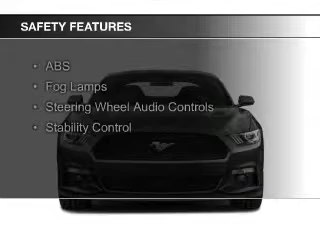 SAFETY FEATURES
• ABS
• Fog Lamps
• Steering Wheel Audio Controls
• Stability Control